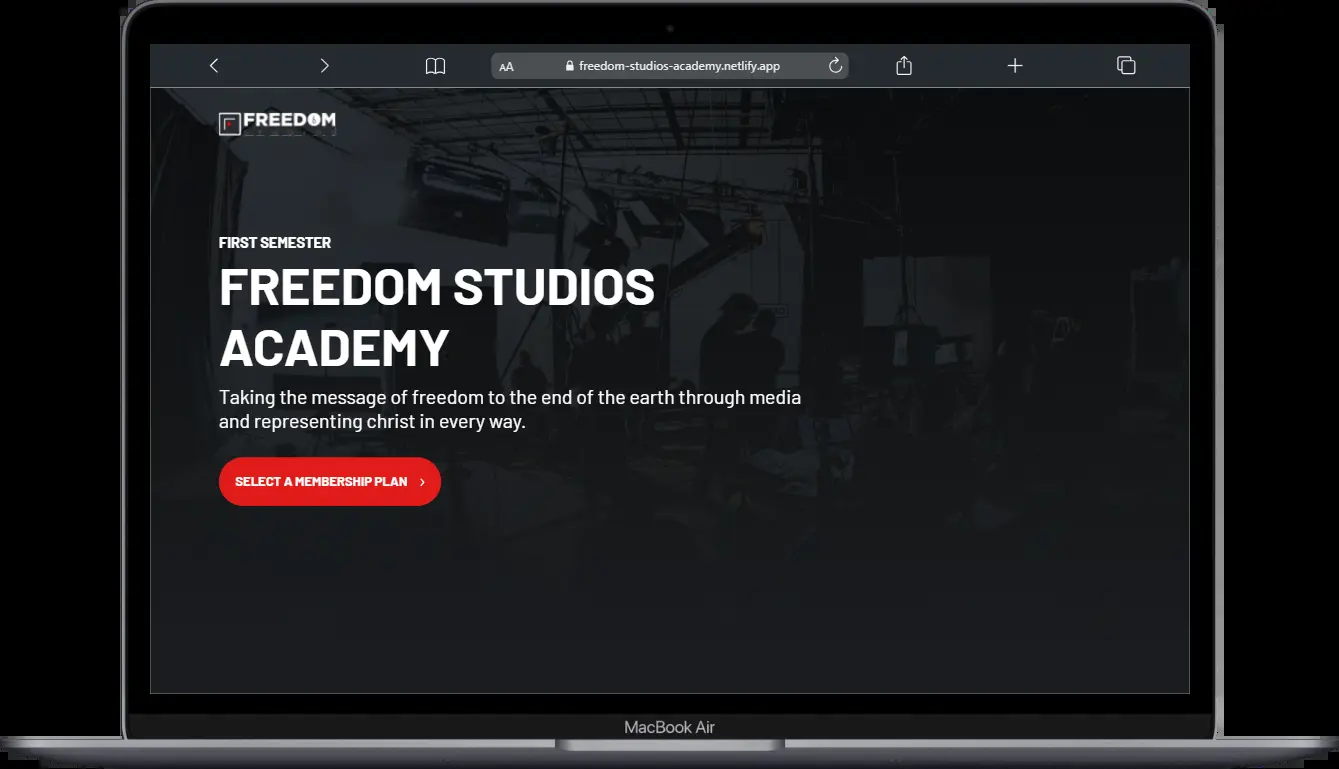 AA freedom-studios-academy.netlify.app
FREEDOM
FIRST SEMESTER
FREEDOM STUDIOS
ACADEMY
Taking the message of freedom to the end of the earth through media
and representing christ in every way.
SELECT A MEMBERSHIP PLAN
MacBook Air